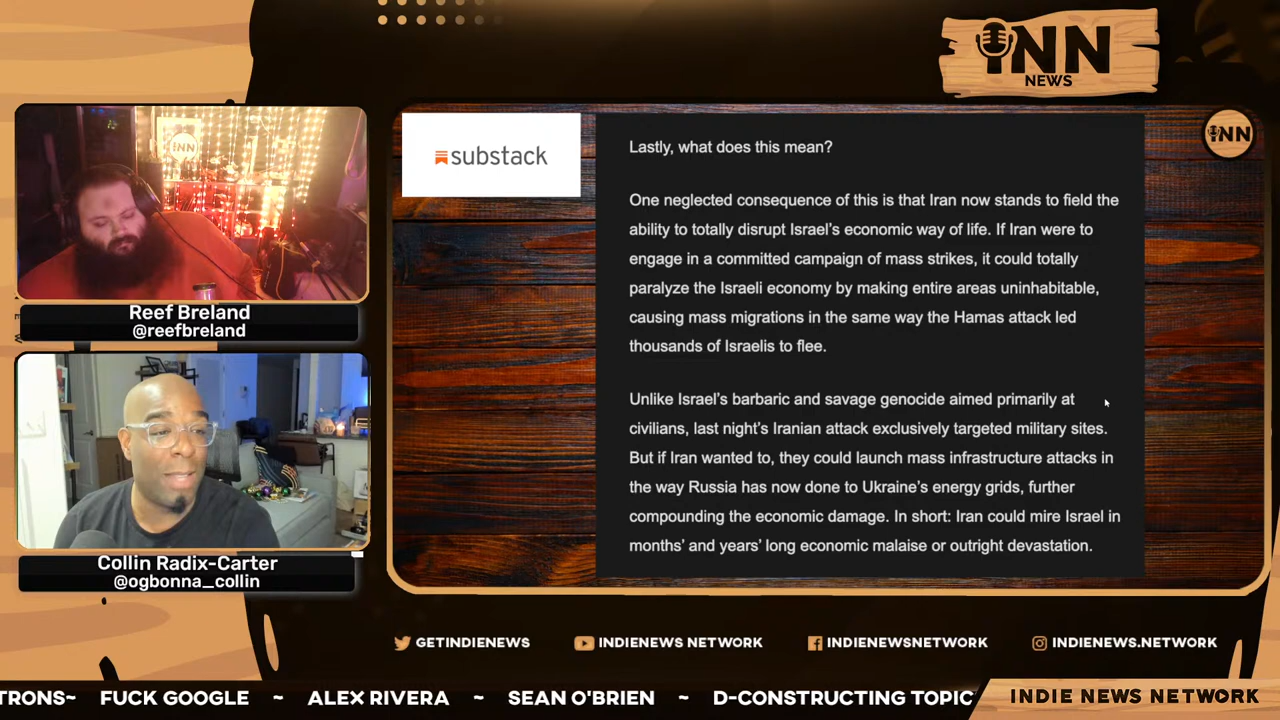 INN
NEWS
substack
INN
Lastly, what does this mean?
One neglected consequence of this is that Iran now stands to field the
ability to totally disrupt Israel's economic way of life. If Iran were to
engage in a committed campaign of mass strikes, it could totally
paralyze the Israeli economy by making entire areas uninhabitable,
causing mass migrations in the same way the Hamas attack led
thousands of Israelis to flee.
Unlike Israel's barbaric and savage genocide aimed primarily at
civilians, last night's Iranian attack exclusively targeted military sites.
But if Iran wanted to, they could launch mass infrastructure attacks in
the way Russia has now done to Ukraine's energy grids, further
compounding the economic damage. In short: Iran could mire Israel in
months' and years' long economic malaise or outright devastation.
INN
Reef Breland
@reefbreland
Collin Radix-Carter
@ogbonna_collin
GETINDIENEWS
INDIENEWS NETWORK
INDIENEWSNETWORK
INDIENEWS.NETWORK
TRONS~ FUCK GOOGLE ~ ALEX RIVERA ~ SEAN O'BRIEN ~ D-CONSTRUCTING TOPIC
INDIE NEWS NETWORK